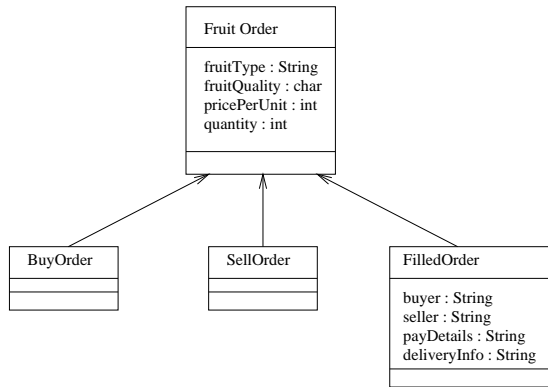 Fruit Order
fruitType : String
fruitQuality : char
pricePerUnit : int
quantity : int
BuyOrder
SellOrder
FilledOrder
buyer : String
seller : String
payDetails : String
deliveryInfo : String